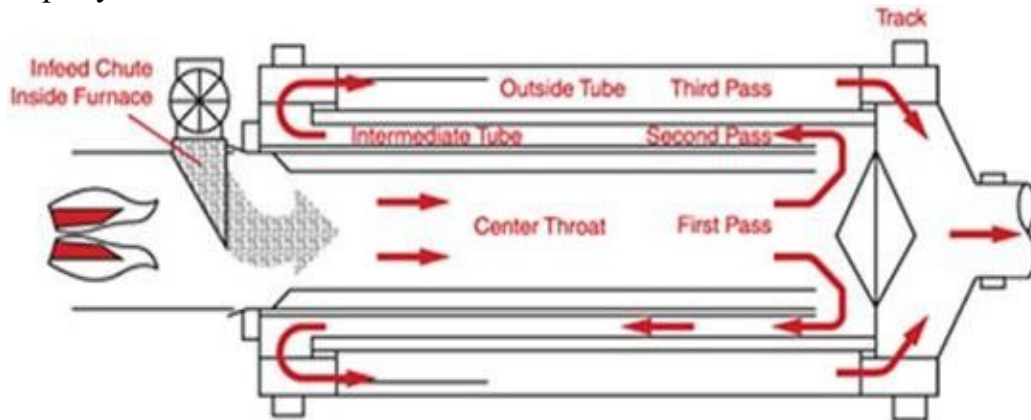 Track
Infeed Chute
Inside Furnace
Outside Tube Third Pass
Intermediate Tube Second Pass
Center Throat First Pass